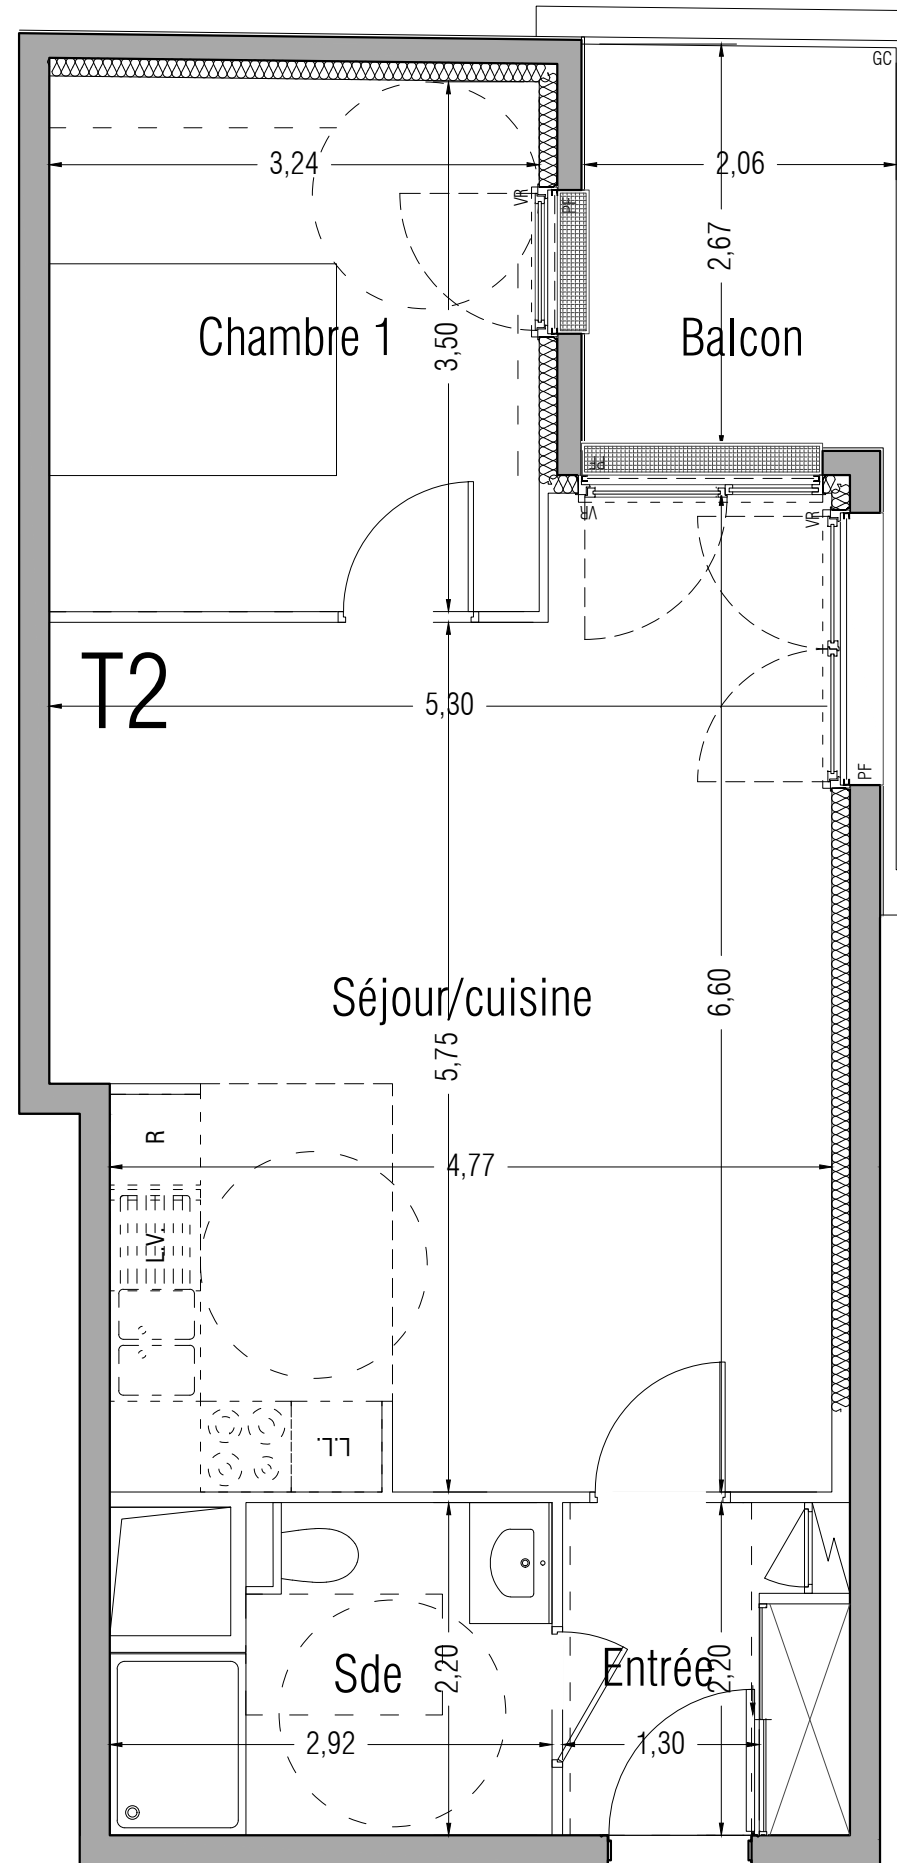 GC
3,24
2,06
VR
PF
2,67
Chambre 1
3,50
Balcon
PF
VR
VR
T2
5,30
PF
Séjour/cuisine
6,60
5,75
R
4,77
L.V.
L.L.
Sde
2,20
Entrée
2,20
2,92
1,30